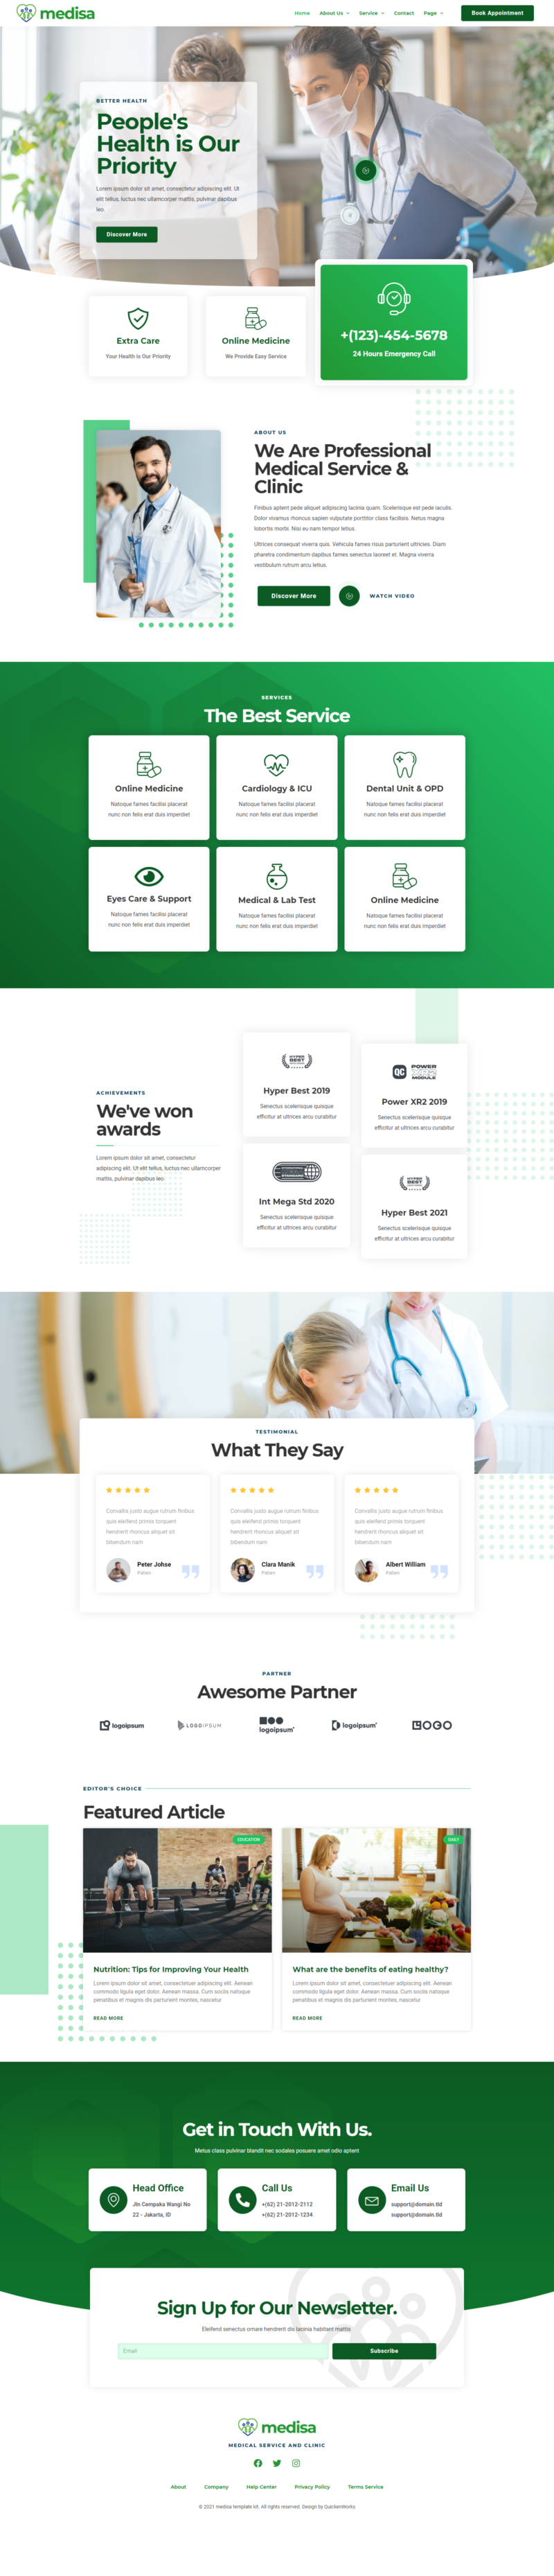 medisa
Home About Us Service Contact Page
Book Appointment
BETTER HEALTH
People's
Health is Our
Priority
Lorem ipsum dolor sit amet, consectetur adipiscing elit. Ut
elit tellus, luctus nec ullamcorper mattis, pulvinar dapibus
leo.
Discover More
Extra Care
Your Health is Our Priority
Online Medicine
We Provide Easy Service
+(123)-454-5678
24 Hours Emergency Call
ABOUT US
We Are Professional
Medical Service &
Clinic
Finibus aptent pede aliquet adipiscing lacinia quam. Scelerisque est pede iaculis.
Dolor vivamus rhoncus sapien vulputate porttitor class facilisis. Netus magna
lobortis morbi. Nisi eu nam tempor letius.
Ultrices consequat viverra quis. Vehicula fames risus parturient ultricies. Diam
pharetra condimentum dapibus fames senectus laoreet et. Magna viverra
vestibulum rutrum arcu letius.
Discover More
WATCH VIDEO
SERVICES
The Best Service
Online Medicine
Natoque fames facilisi placerat
nunc non felis erat duis imperdiet
Cardiology & ICU
Natoque fames facilisi placerat
nunc non felis erat duis imperdiet
Dental Unit & OPD
Natoque fames facilisi placerat
nunc non felis erat duis imperdiet
Eyes Care & Support
Natoque fames facilisi placerat
nunc non felis erat duis imperdiet
Medical & Lab Test
Natoque fames facilisi placerat
nunc non felis erat duis imperdiet
Online Medicine
Natoque fames facilisi placerat
nunc non felis erat duis imperdiet
ACHIEVEMENTS
We've won
awards
Lorem ipsum dolor sit amet, consectetur
adipiscing elit. Ut elit tellus, luctus nec ullamcorper
mattis, pulvinar dapibus leo.
HYPER
BEST
Hyper Best 2019
Senectus scelerisque quisque
efficitur at ultrices arcu curabitur
QC POWER
XR2
MODULE
Power XR2 2019
Senectus scelerisque quisque
efficitur at ultrices arcu curabitur
Int Mega Std 2020
Senectus scelerisque quisque
efficitur at ultrices arcu curabitur
HYPER
BEST
Hyper Best 2021
Senectus scelerisque quisque
efficitur at ultrices arcu curabitur
TESTIMONIAL
What They Say
Convallis justo augue rutrum finibus
quis eleifend primis torquent
hendrerit rhoncus aliquet sit
bibendum nam
Peter Johse
Patien
Convallis justo augue rutrum finibus
quis eleifend primis torquent
hendrerit rhoncus aliquet sit
bibendum nam
Clara Manik
Patien
Convallis justo augue rutrum finibus
quis eleifend primis torquent
hendrerit rhoncus aliquet sit
bibendum nam
Albert William
Patien
PARTNER
Awesome Partner
logoipsum
LOGOIPSUM
logoipsum'
logoipsum'
LOGO
EDITOR'S CHOICE
Featured Article
EDUCATION
Nutrition: Tips for Improving Your Health
Lorem ipsum dolor sit amet, consectetuer adipiscing elit. Aenean
commodo ligula eget dolor. Aenean massa. Cum sociis natoque
penatibus et magnis dis parturient montes, nascetur
READ MORE
DAILY
What are the benefits of eating healthy?
Lorem ipsum dolor sit amet, consectetuer adipiscing elit. Aenean
commodo ligula eget dolor. Aenean massa. Cum sociis natoque
penatibus et magnis dis parturient montes, nascetur
READ MORE
Get in Touch With Us.
Metus class pulvinar blandit nec sodales posuere amet odio aptent
Head Office
Jln Cempaka Wangi No
22 - Jakarta, ID
Call Us
+(62) 21-2012-2112
+(62) 21-2012-1234
Email Us
support@domain.tld
support@domain.tld
Sign Up for Our Newsletter.
Eleifend senectus ornare hendrerit dis lacinia habitant mattis
Email
Subscribe
medisa
MEDICAL SERVICE AND CLINIC
About Company Help Center Privacy Policy Terms Service
© 2021 medisa template kit. All rights reserved. Design by QuickenWorks